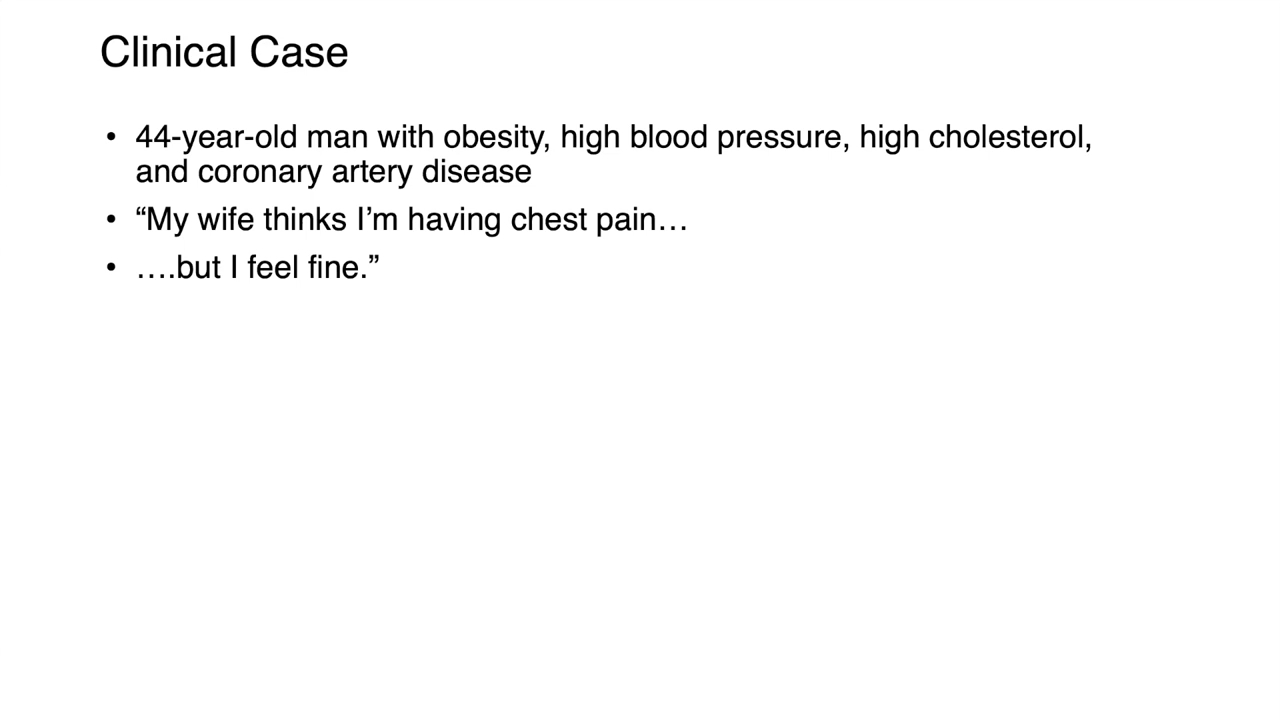 Clinical Case
• 44-year-old man with obesity, high blood pressure, high cholesterol,
and coronary artery disease
• “My wife thinks I’m having chest pain…
• ….but I feel fine.”